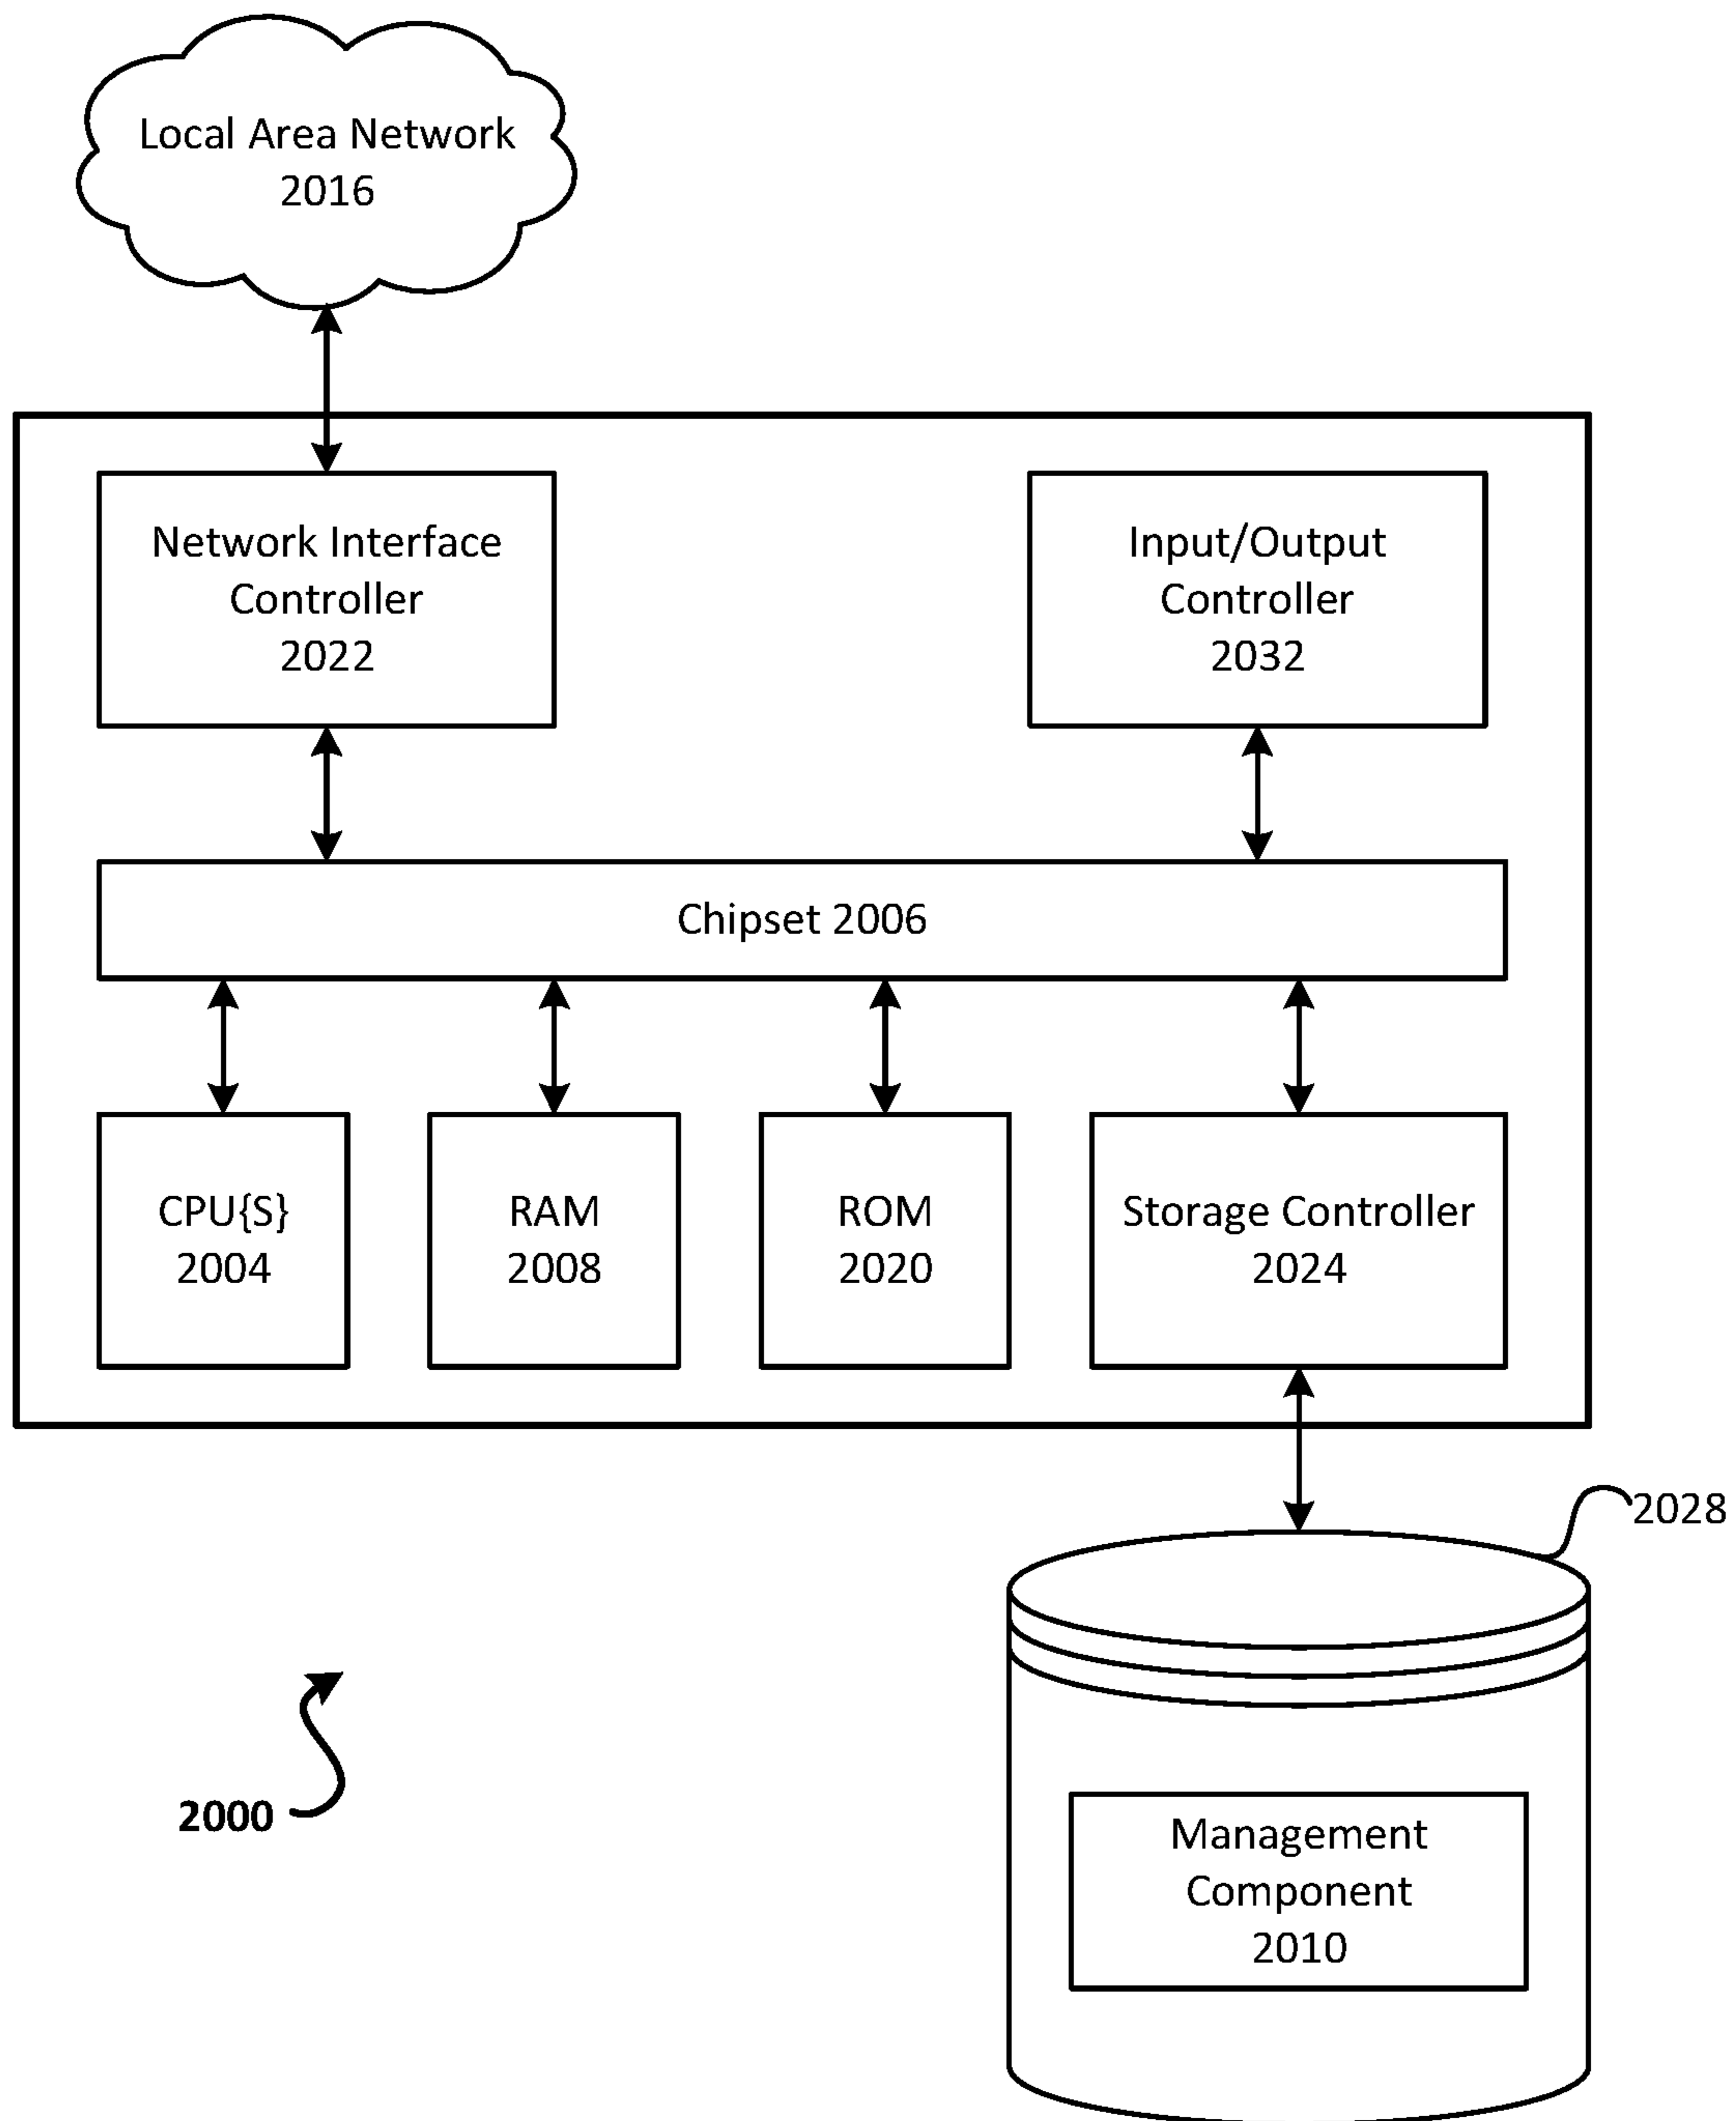 Local Area Network
2016
Network Interface
Controller
2022
Input/Output
Controller
2032
Chipset 2006
CPU{S}
2004
RAM
2008
ROM
2020
Storage Controller
2024
2028
2000
Management
Component
2010